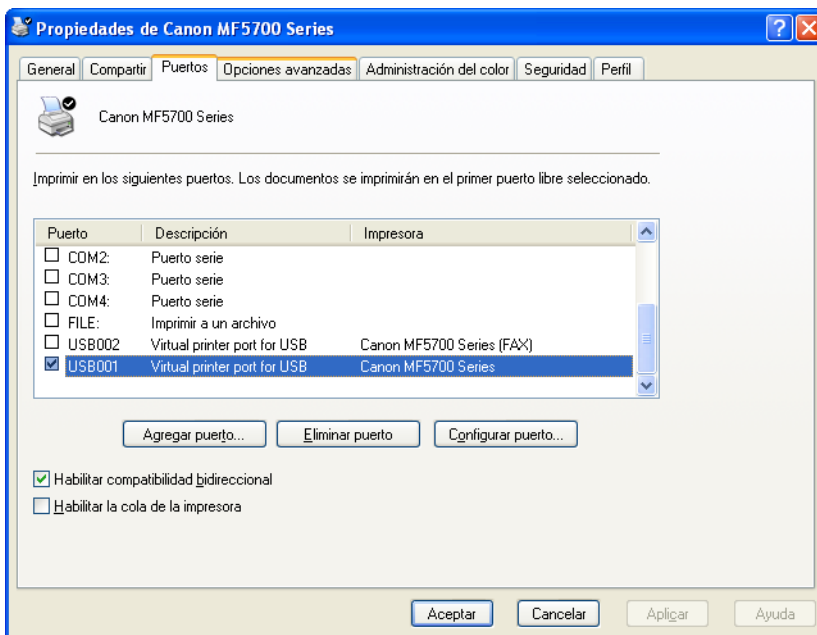 Propiedades de Canon MF5700 Series
General Compartir Puertos Opciones avanzadas Administración del color Seguridad Perfil
Canon MF5700 Series
Imprimir en los siguientes puertos. Los documentos se imprimirán en el primer puerto libre seleccionado.
Puerto Descripción Impresora
COM2: Puerto serie
COM3: Puerto serie
COM4: Puerto serie
FILE: Imprimir a un archivo
USB002 Virtual printer port for USB Canon MF5700 Series (FAX)
USB001 Virtual printer port for USB Canon MF5700 Series
Agregar puerto... Eliminar puerto Configurar puerto...
Habilitar compatibilidad bidireccional
Habilitar la cola de la impresora
Aceptar Cancelar Aplicar Ayuda